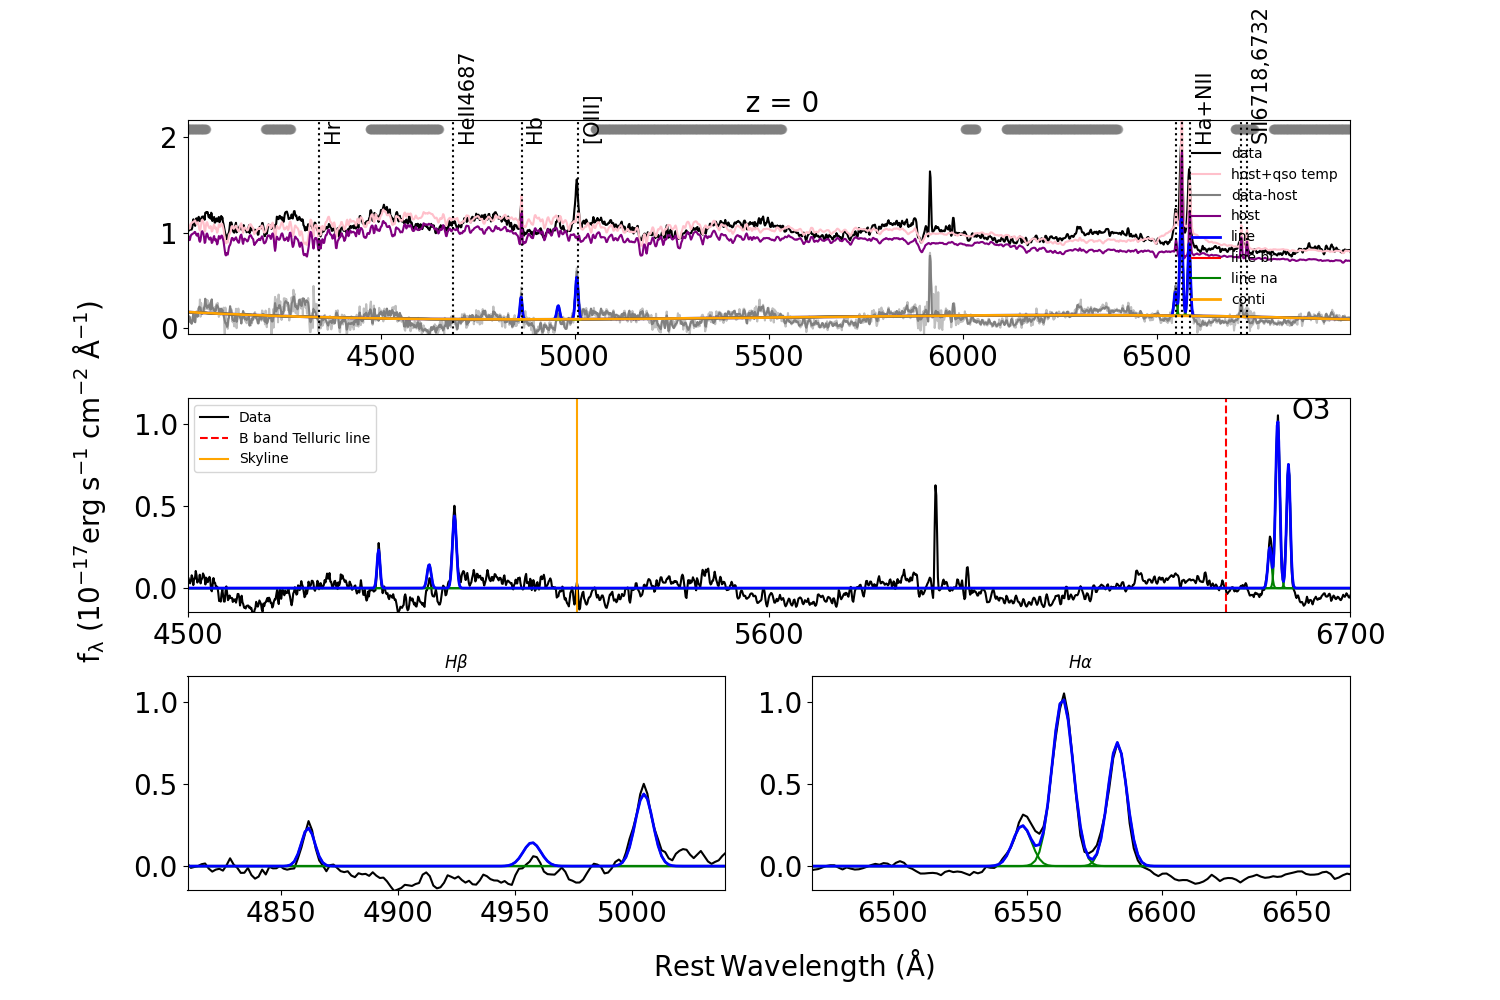 z = 0
Hr
HeII4687
Hb
[OIII]
Ha+NII
SII6718,6732
data
host+qso temp
data-host
host
line
line br
line na
conti
2
1
0
4500 5000 5500 6000 6500
fλ (10⁻¹⁷erg s⁻¹ cm⁻² Å⁻¹)
Data
B band Telluric line
Skyline
O3
1.0
0.5
0.0
4500 5600 6700
Hβ
1.0
0.5
0.0
4850 4900 4950 5000
Hα
1.0
0.5
0.0
6500 6550 6600 6650
Rest Wavelength (Å)